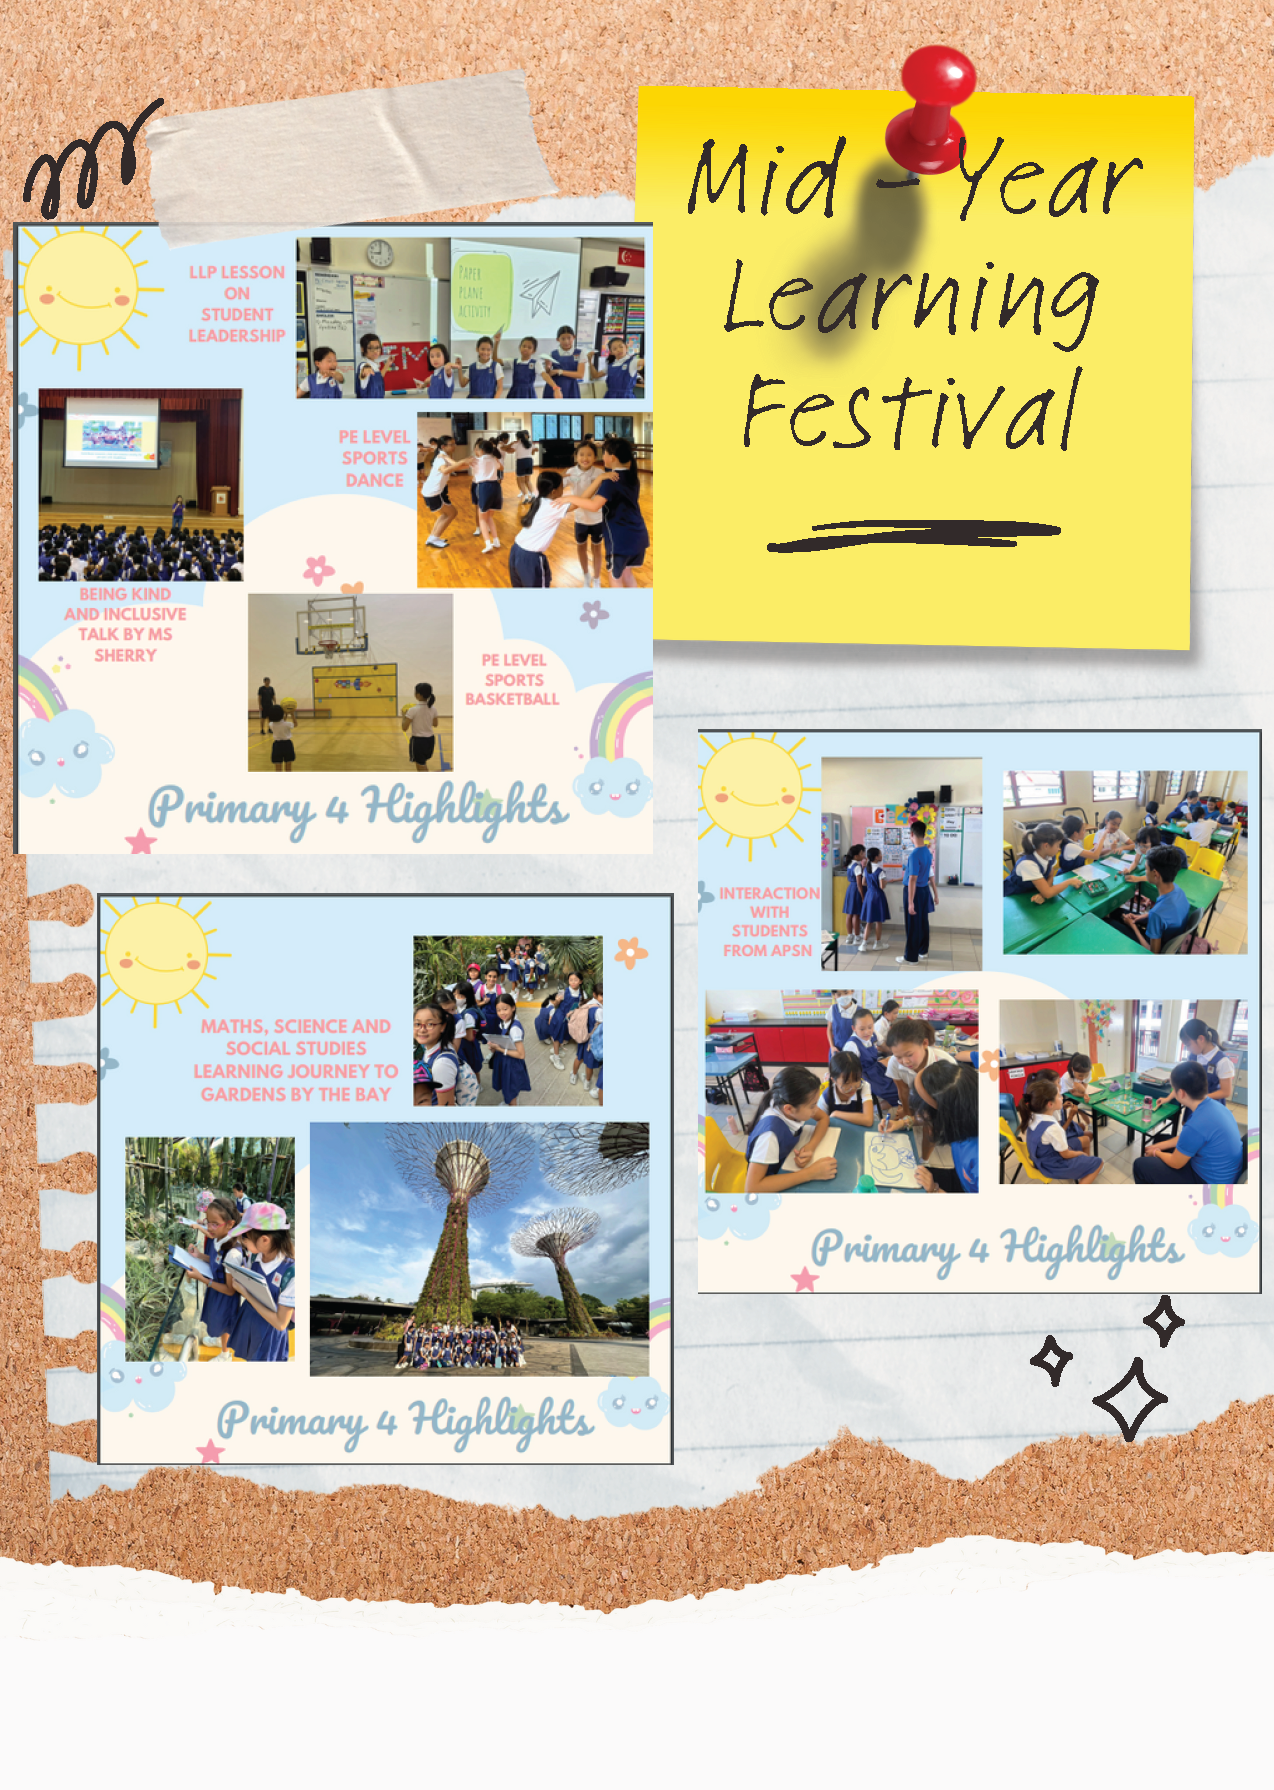 Mid - Year
Learning
Festival
LLP LESSON
ON
STUDENT
LEADERSHIP
PAPER
PLANE
ACTIVITY
PE LEVEL
SPORTS
DANCE
BEING KIND
AND INCLUSIVE
TALK BY MS
SHERRY
PE LEVEL
SPORTS
BASKETBALL
Primary 4 Highlights
INTERACTION
WITH
STUDENTS
FROM APSN
Primary 4 Highlights
MATHS, SCIENCE AND
SOCIAL STUDIES
LEARNING JOURNEY TO
GARDENS BY THE BAY
Primary 4 Highlights